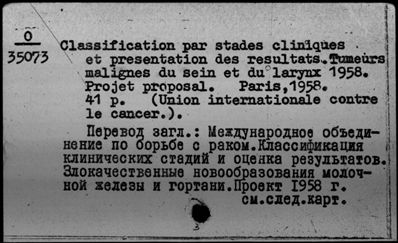 0
35073
Classification par stades cliniques
et presentation des resultats.Tumeurs
malignes du sein et du larynx 1958.
Projet proposal. Paris,1958.
41 p. (Union internationale contre
le cancer.).
Перевод загл.: Международное объеди-
нение по борьбе с раком.Классификация
клинических стадий и оценка результатов.
Злокачественные новообразования молоч-
ной железы и гортани.Проект 1958 г.
см.след.карт.